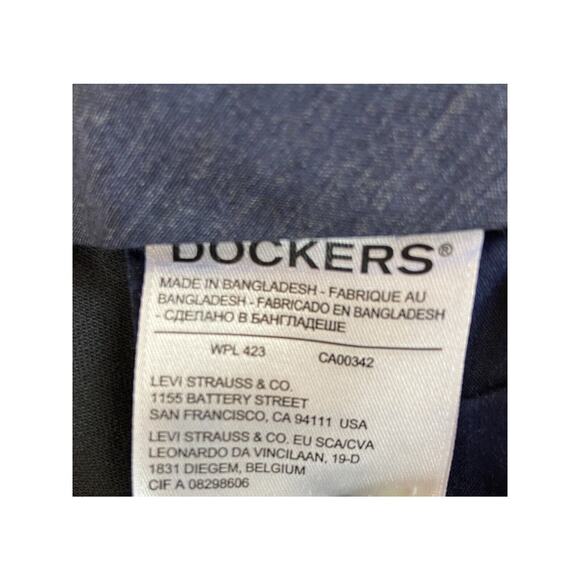 DOCKERS®
MADE IN BANGLADESH - FABRIQUE AU
BANGLADESH - FABRICADO EN BANGLADESH
- СДЕЛАНО В БАНГЛАДЕШЕ
WPL 423 CA00342
LEVI STRAUSS & CO.
1155 BATTERY STREET
SAN FRANCISCO, CA 94111 USA
LEVI STRAUSS & CO. EU SCA/CVA
LEONARDO DA VINCILAAN, 19-D
1831 DIEGEM, BELGIUM
CIF A 08298606